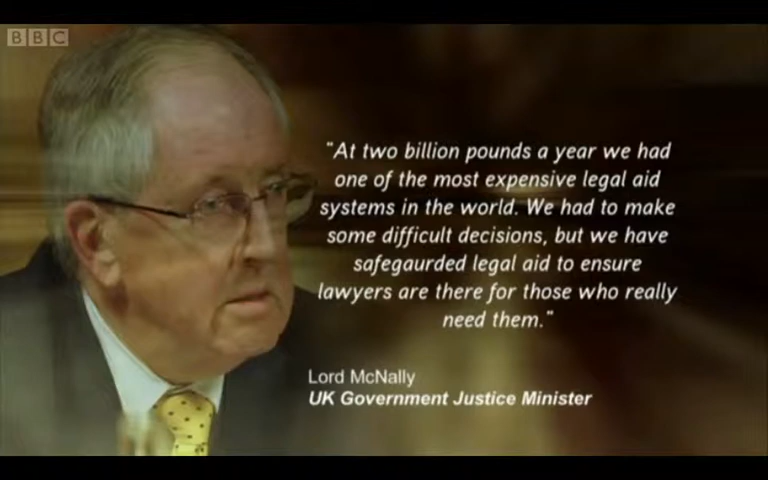 BBC
"At two billion pounds a year we had
one of the most expensive legal aid
systems in the world. We had to make
some difficult decisions, but we have
safegaurded legal aid to ensure
lawyers are there for those who really
need them."
Lord McNally
UK Government Justice Minister